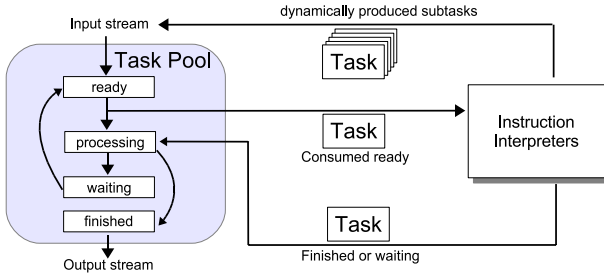 dynamically produced subtasks
Input stream
Task Pool
Task
ready
Instruction
Interpreters
Task
processing
Consumed ready
waiting
finished
Task
Finished or waiting
Output stream